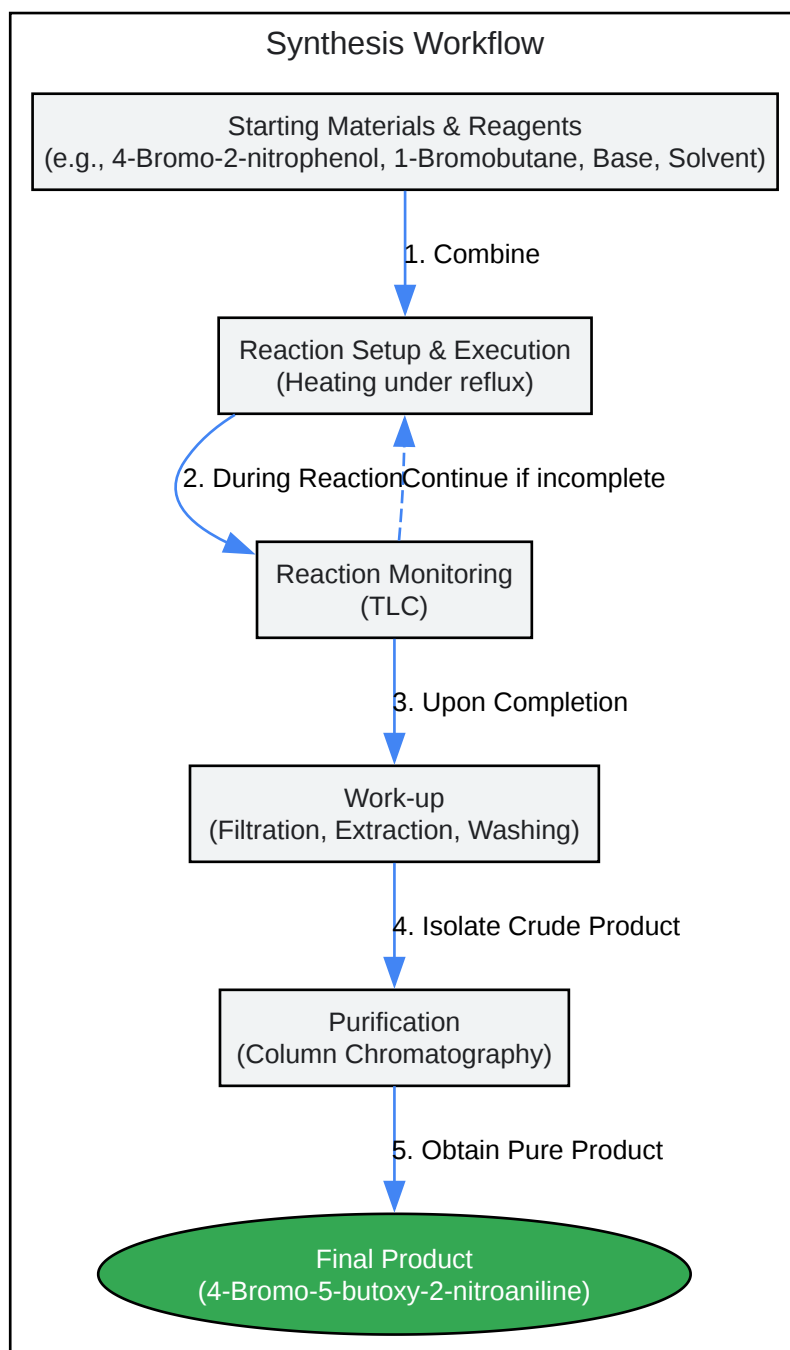 Synthesis Workflow
Starting Materials & Reagents
(e.g., 4-Bromo-2-nitrophenol, 1-Bromobutane, Base, Solvent)
1. Combine
Reaction Setup & Execution
(Heating under reflux)
2. During Reaction
Continue if incomplete
Reaction Monitoring
(TLC)
3. Upon Completion
Work-up
(Filtration, Extraction, Washing)
4. Isolate Crude Product
Purification
(Column Chromatography)
5. Obtain Pure Product
Final Product
(4-Bromo-5-butoxy-2-nitroaniline)